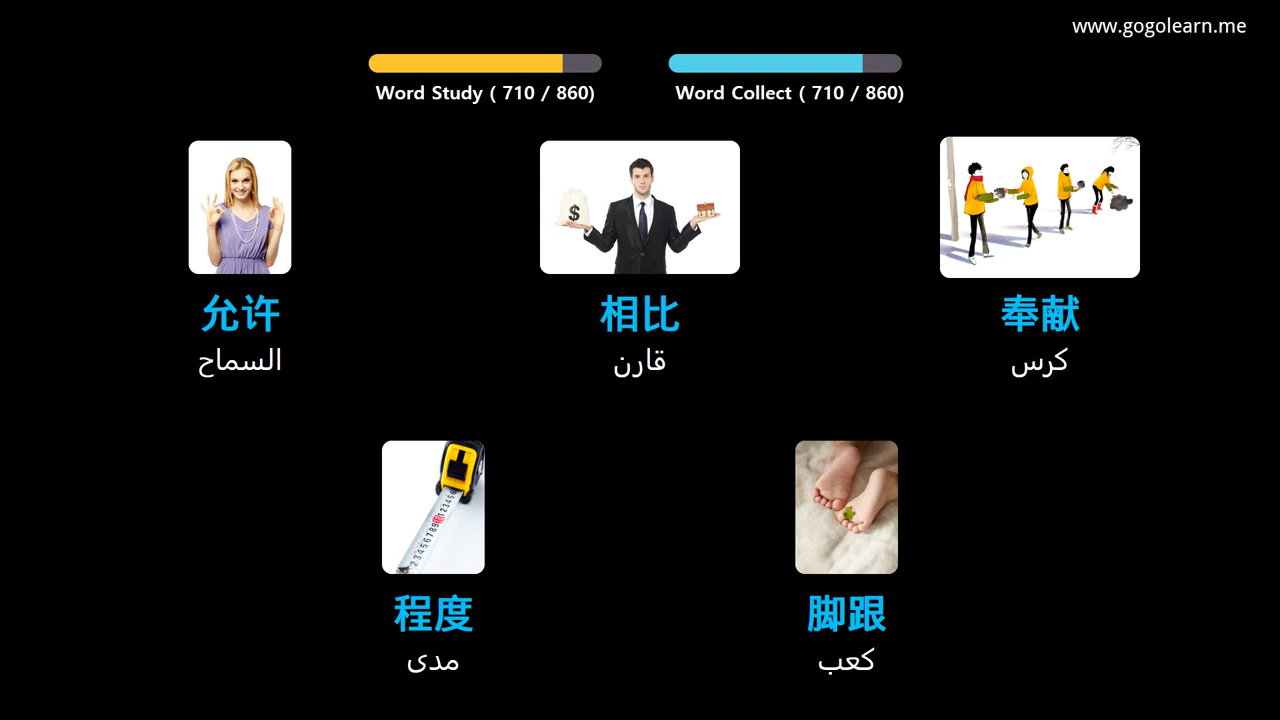 www.gogolearn.me
Word Study ( 710 / 860)
Word Collect ( 710 / 860)
允许
السماح
相比
قارن
奉献
كرس
程度
مدى
脚跟
كعب